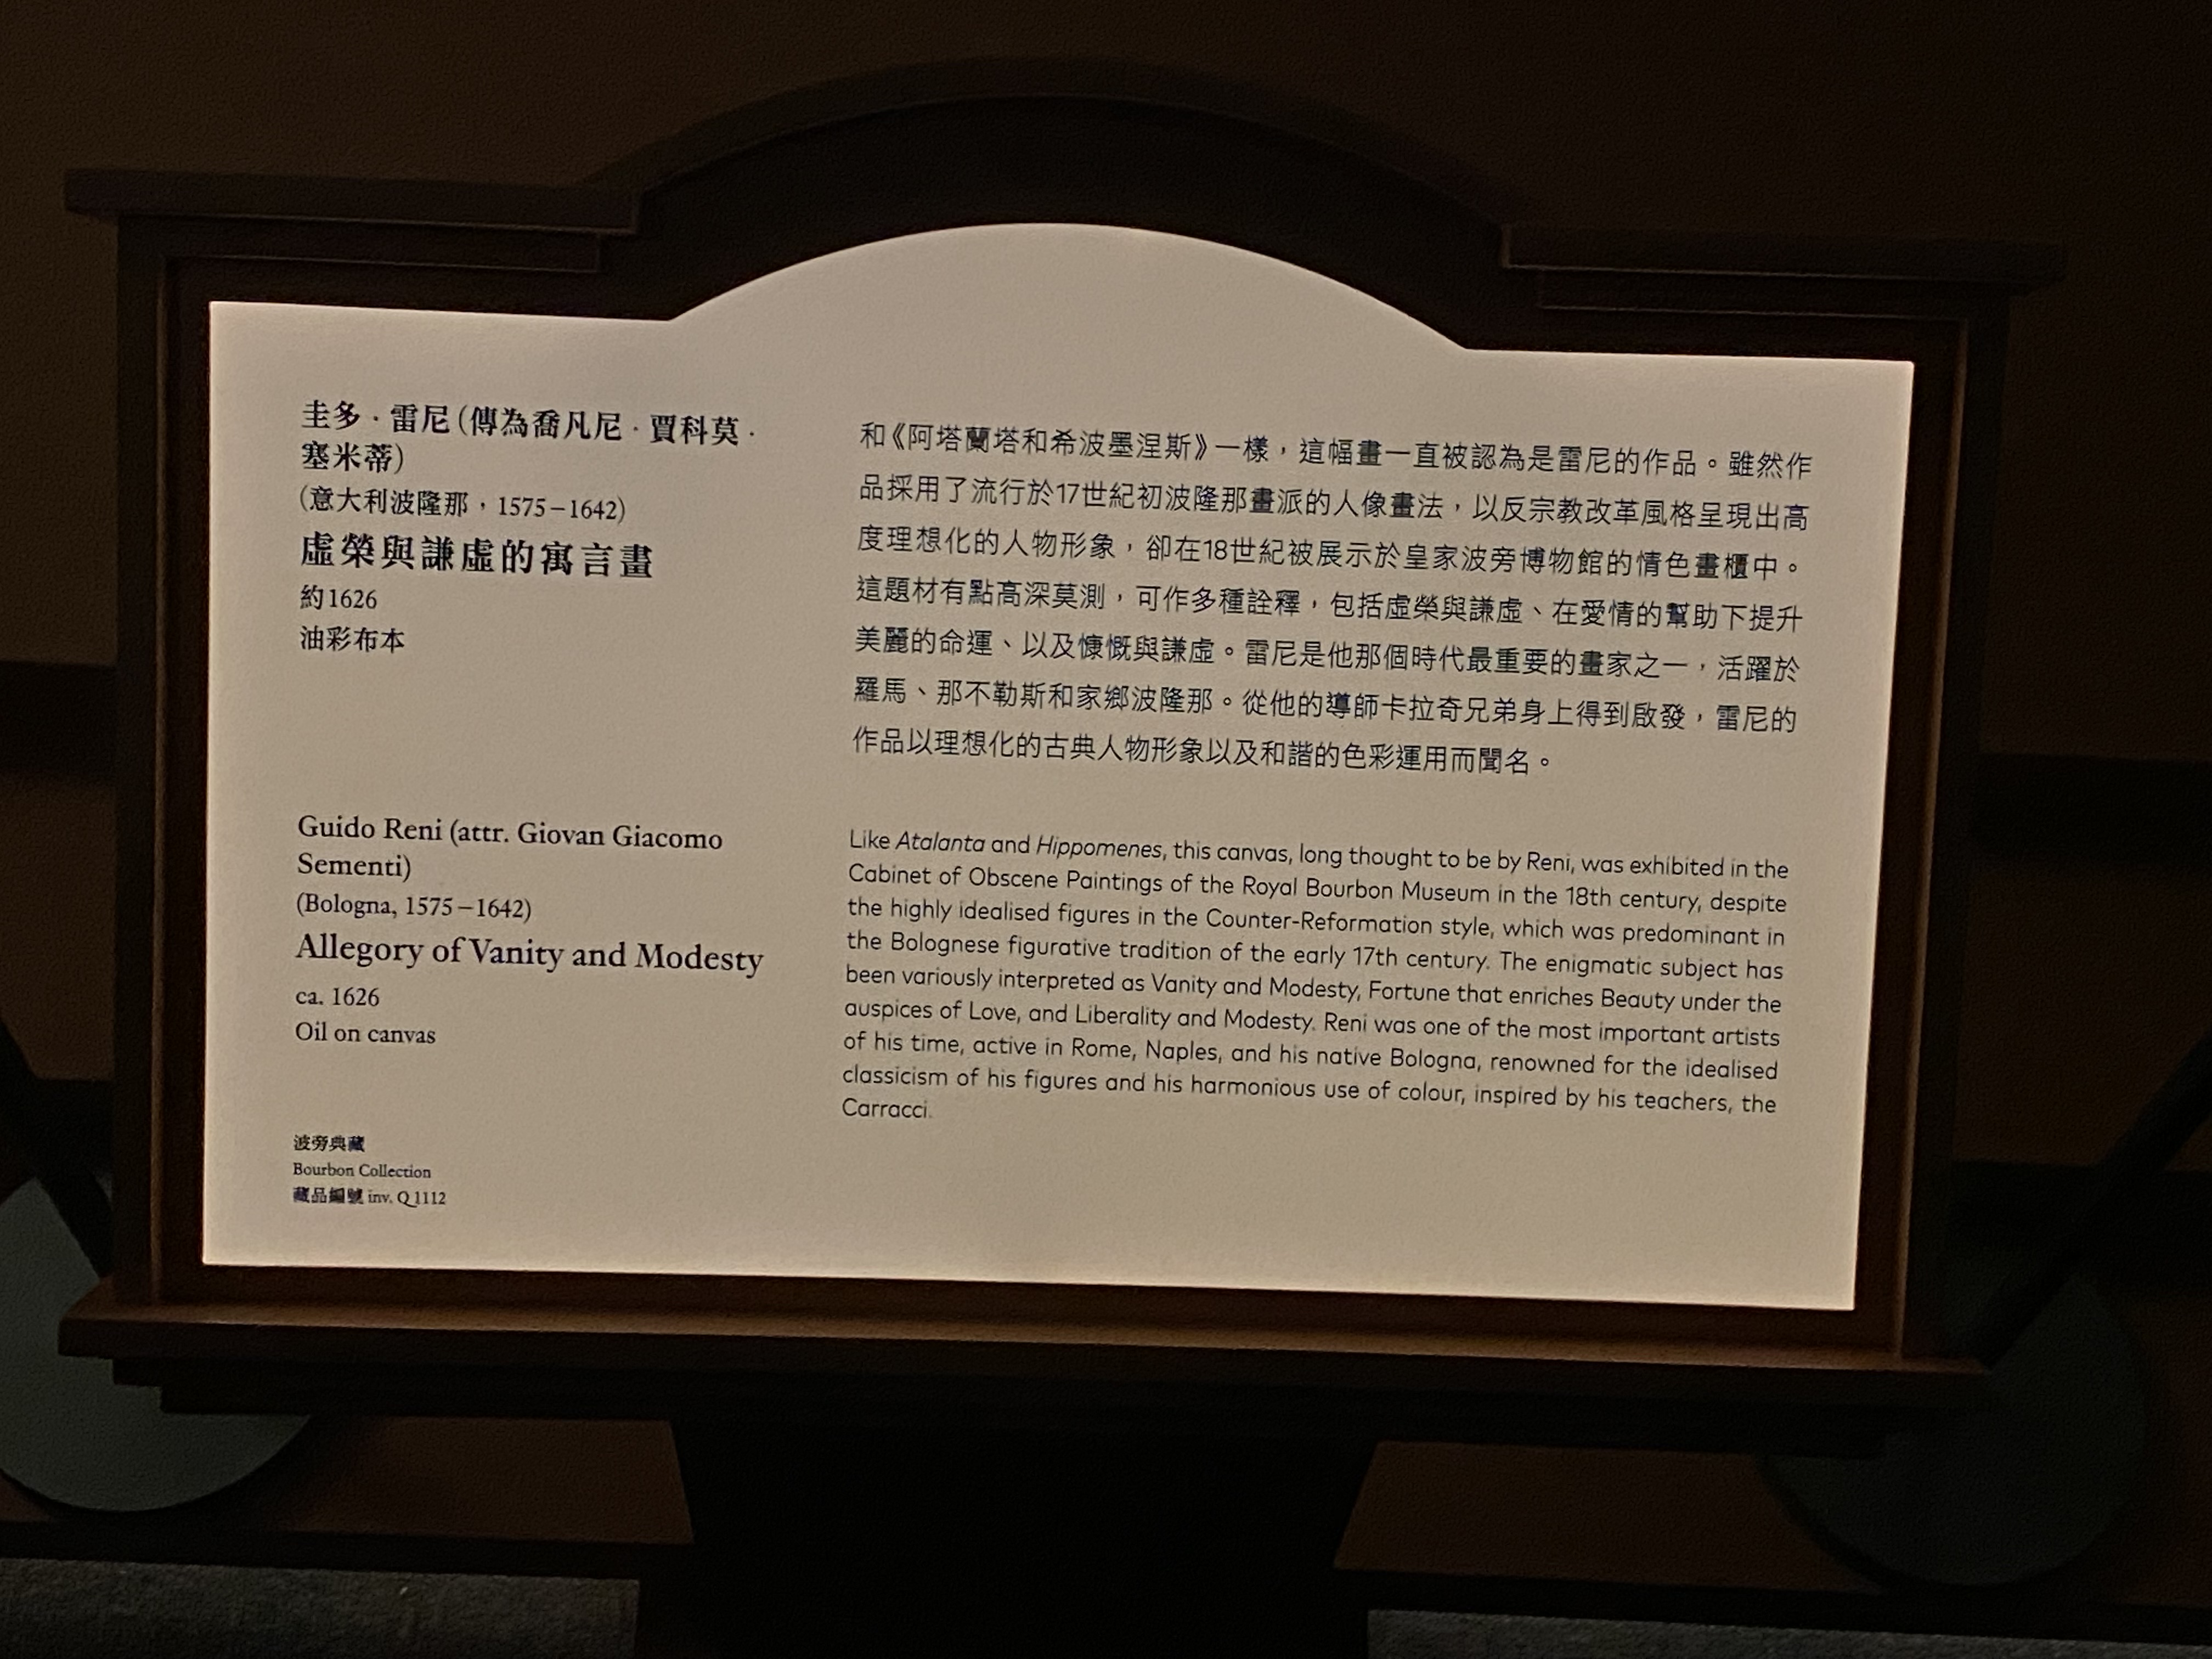 圭多·雷尼(傳為喬凡尼·賈科莫·
塞米蒂)
(意大利波隆那，1575–1642)
虛榮與謙虛的寓言畫
約1626
油彩布本
和《阿塔蘭塔和希波墨涅斯》一樣，這幅畫一直被認為是雷尼的作品。雖然作
品採用了流行於17世紀初波隆那畫派的人像畫法，以反宗教改革風格呈現出高
度理想化的人物形象，卻在18世紀被展示於皇家波旁博物館的情色畫櫃中。
這題材有點高深莫測，可作多種詮釋，包括虛榮與謙虛、在愛情的幫助下提升
美麗的命運、以及慷慨與謙虛。雷尼是他那個時代最重要的畫家之一，活躍於
羅馬、那不勒斯和家鄉波隆那。從他的導師卡拉奇兄弟身上得到啟發，雷尼的
作品以理想化的古典人物形象以及和諧的色彩運用而聞名。
Guido Reni (attr. Giovan Giacomo
Sementi)
(Bologna, 1575–1642)
Allegory of Vanity and Modesty
ca. 1626
Oil on canvas
Like Atalanta and Hippomenes, this canvas, long thought to be by Reni, was exhibited in the
Cabinet of Obscene Paintings of the Royal Bourbon Museum in the 18th century, despite
the highly idealised figures in the Counter-Reformation style, which was predominant in
the Bolognese figurative tradition of the early 17th century. The enigmatic subject has
been variously interpreted as Vanity and Modesty, Fortune that enriches Beauty under the
auspices of Love, and Liberality and Modesty. Reni was one of the most important artists
of his time, active in Rome, Naples, and his native Bologna, renowned for the idealised
classicism of his figures and his harmonious use of colour, inspired by his teachers, the
Carracci.
波旁典藏
Bourbon Collection
藏品編號 inv. Q 1112